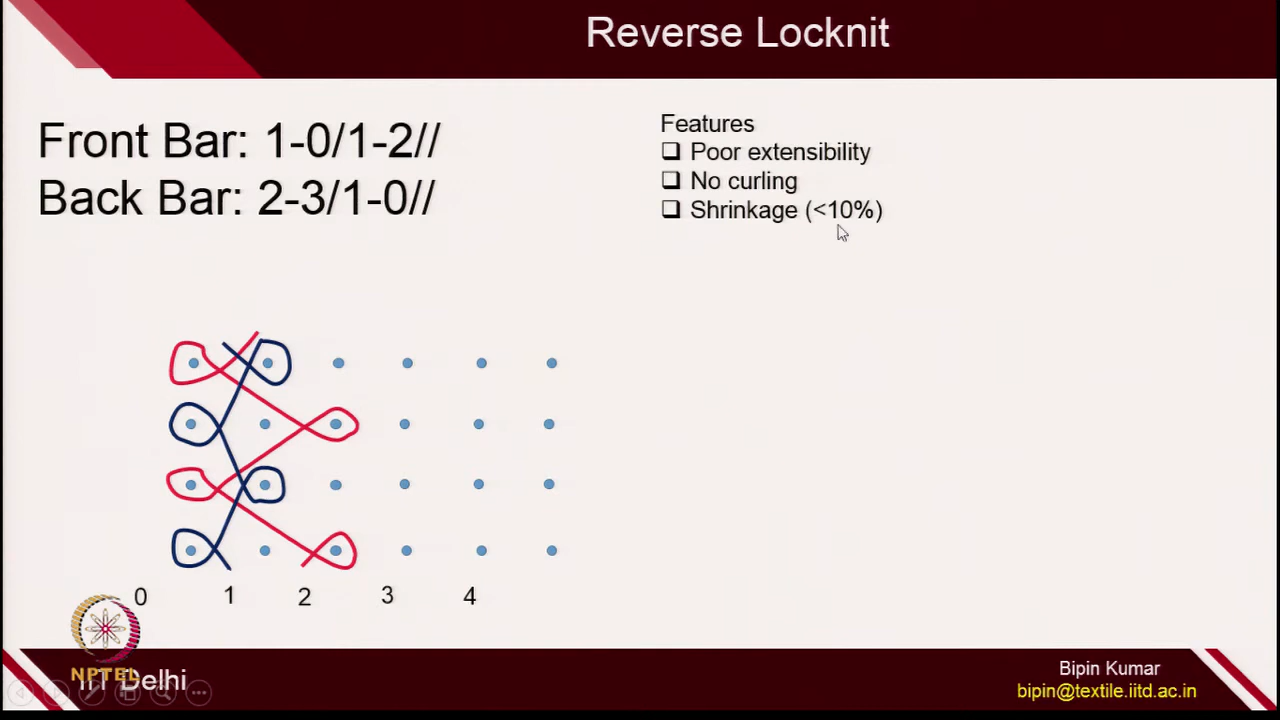 Reverse Locknit
Front Bar: 1-0/1-2//
Back Bar: 2-3/1-0//
Features
Poor extensibility
No curling
Shrinkage (<10%)
0 1 2 3 4
NPTEL
IIT Delhi
Bipin Kumar
bipin@textile.iitd.ac.in